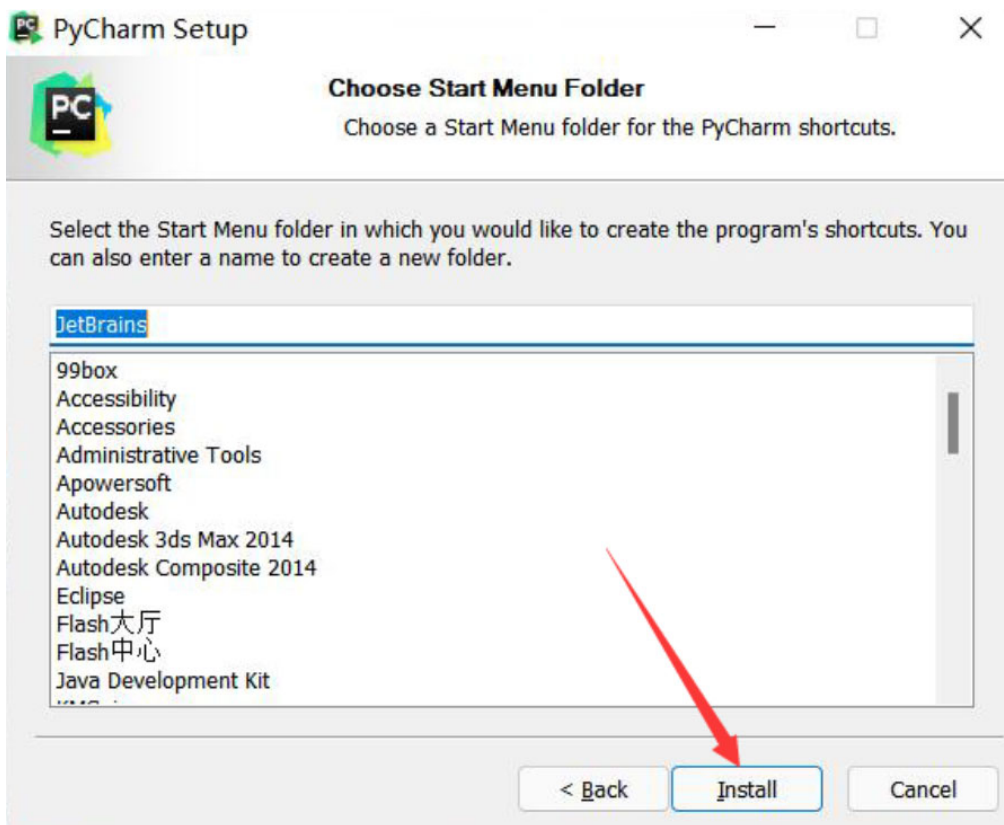 PyCharm Setup
Choose Start Menu Folder
Choose a Start Menu folder for the PyCharm shortcuts.
PC
Select the Start Menu folder in which you would like to create the program's shortcuts. You
can also enter a name to create a new folder.
JetBrains
99box
Accessibility
Accessories
Administrative Tools
Apowersoft
Autodesk
Autodesk 3ds Max 2014
Autodesk Composite 2014
Eclipse
Flash大厅
Flash中心
Java Development Kit
< Back
Install
Cancel